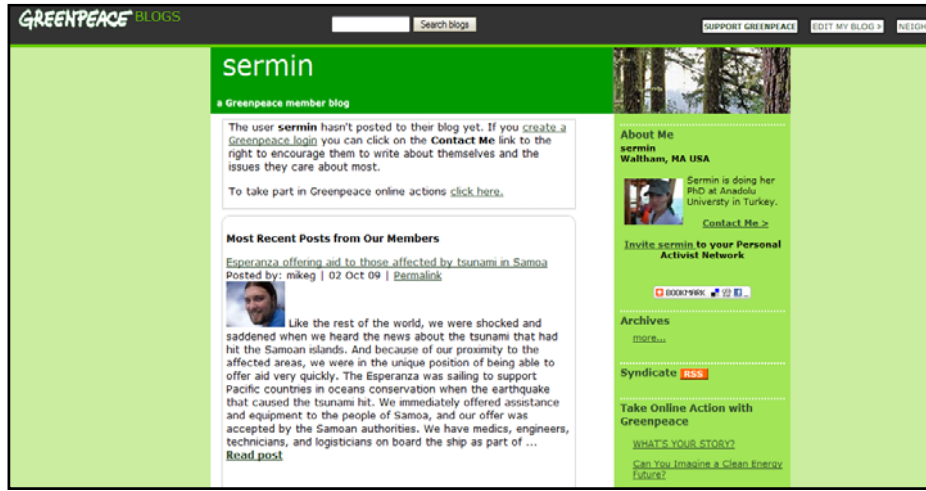 GREENPEACE BLOGS
Search blogs
SUPPORT GREENPEACE
EDIT MY BLOG >
NEIGH
sermin
a Greenpeace member blog
The user sermin hasn't posted to their blog yet. If you create a
Greenpeace login you can click on the Contact Me link to the
right to encourage them to write about themselves and the
issues they care about most.
To take part in Greenpeace online actions click here.
Most Recent Posts from Our Members
Esperanza offering aid to those affected by tsunami in Samoa
Posted by: mikeg | 02 Oct 09 | Permalink
Like the rest of the world, we were shocked and
saddened when we heard the news about the tsunami that had
hit the Samoan islands. And because of our proximity to the
affected areas, we were in the unique position of being able to
offer aid very quickly. The Esperanza was sailing to support
Pacific countries in oceans conservation when the earthquake
that caused the tsunami hit. We immediately offered assistance
and equipment to the people of Samoa, and our offer was
accepted by the Samoan authorities. We have medics, engineers,
technicians, and logisticians on board the ship as part of ...
Read post
About Me
sermin
Waltham, MA USA
Sermin is doing her
PhD at Anadolu
Universty in Turkey.
Contact Me >
Invite sermin to your Personal
Activist Network
BOOKMARK
Archives
more...
Syndicate RSS
Take Online Action with
Greenpeace
WHAT'S YOUR STORY?
Can You Imagine a Clean Energy
Future?